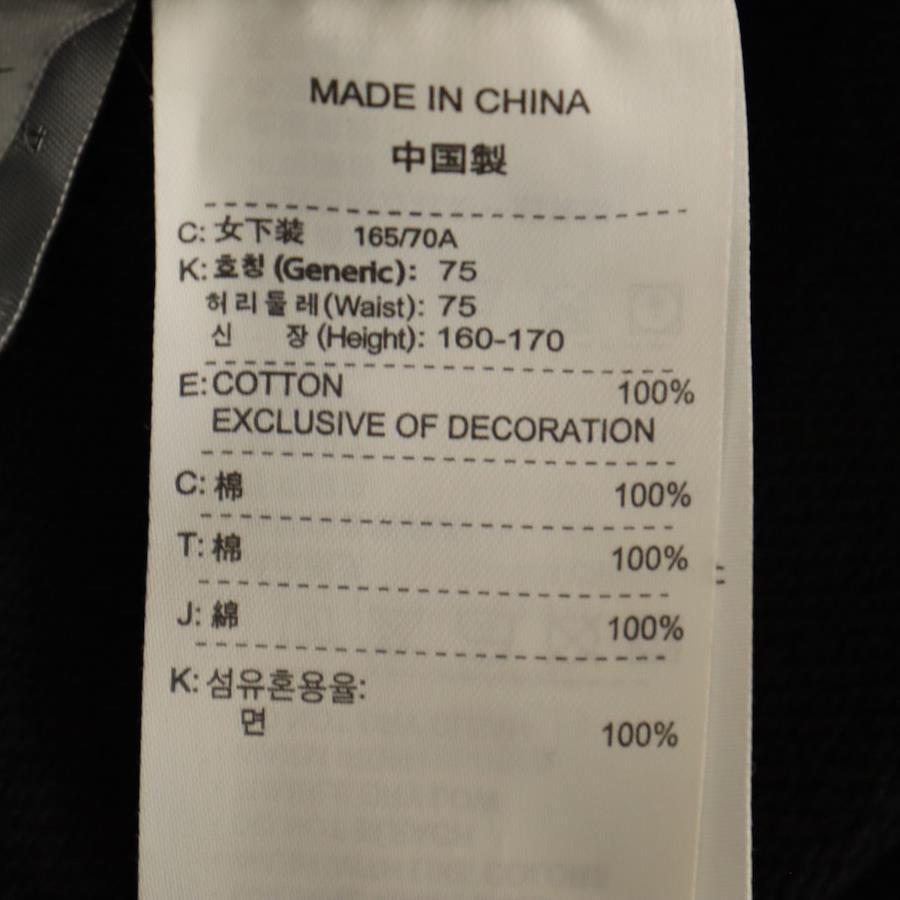 MADE IN CHINA
中国製
C: 女下装 165/70A
K: 호칭 (Generic): 75
허리둘레(Waist): 75
신 장 (Height): 160-170
E: COTTON 100%
EXCLUSIVE OF DECORATION
C: 棉 100%
T: 棉 100%
J: 綿 100%
K: 섬유혼용율:
면 100%